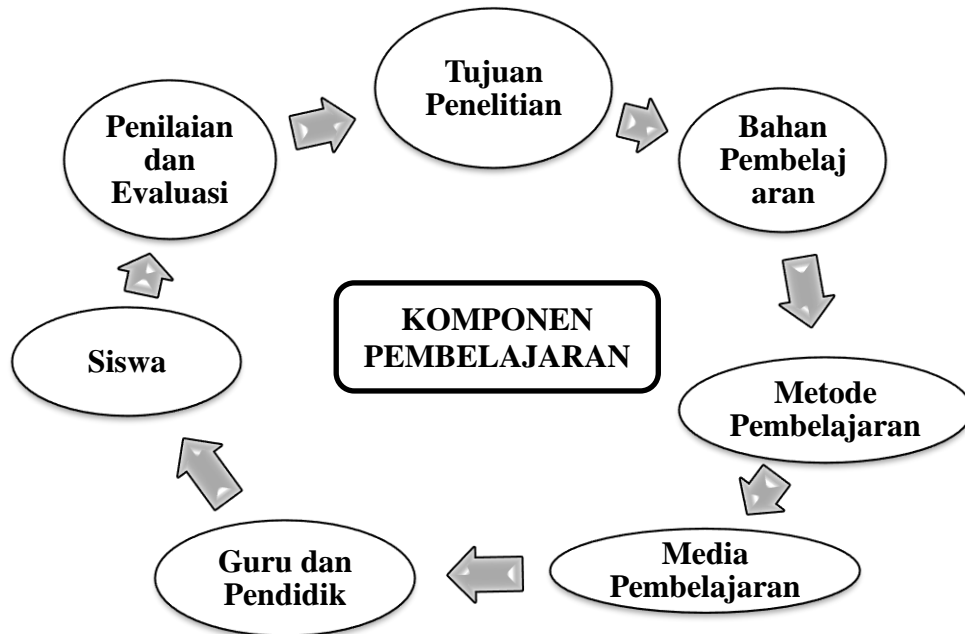 Tujuan
Penelitian
Bahan
Pembelaj
aran
Metode
Pembelajaran
Media
Pembelajaran
Guru dan
Pendidik
Siswa
Penilaian
dan
Evaluasi
KOMPONEN
PEMBELAJARAN